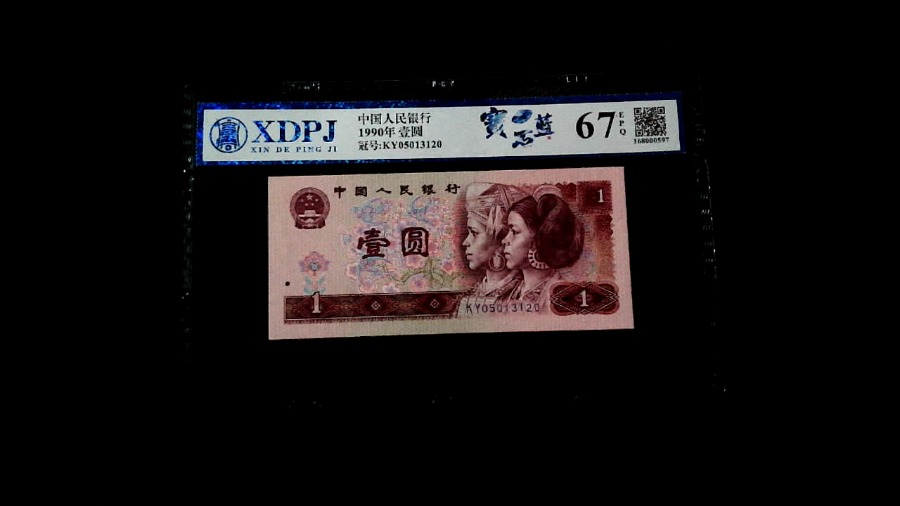 XDPJ
XIN DE PING JI
中国人民银行
1990年 壹圆
冠号:KY05013120
67
EPQ
168000597
中国人民银行
1
壹圆
1
1
KY05013120